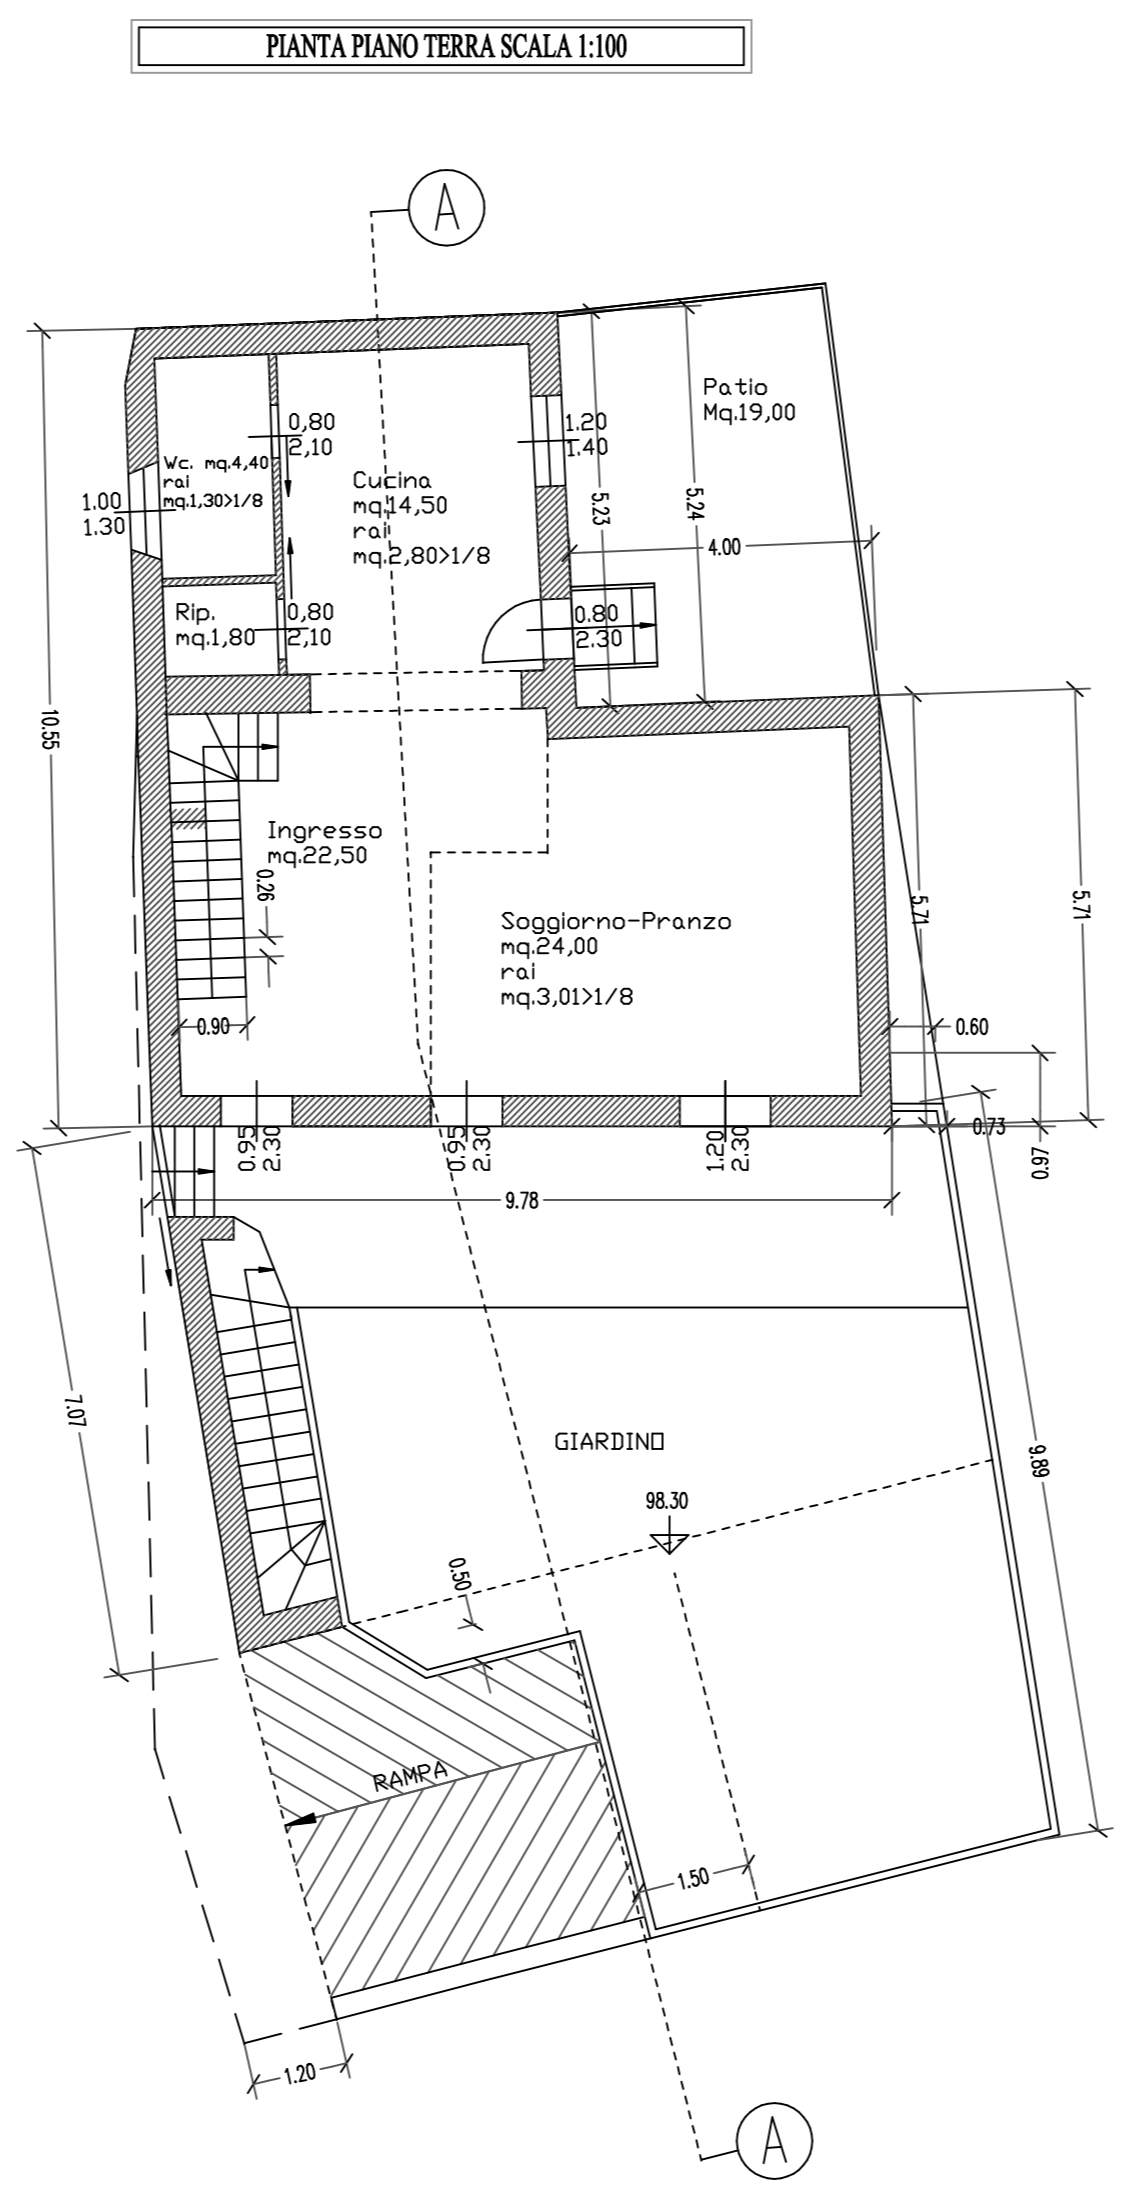 PIANTA PIANO TERRA SCALA 1:100
A
Patio
Mq.19,00
0,80
2,10
1.20
1.40
Wc. mq.4,40
rai
mq.1,30>1/8
Cucina
mq.14,50
rai
mq.2,80>1/8
1.00
1.30
5.23
5.24
4.00
Rip.
mq.1,80
0,80
2,10
0.80
2.30
10.55
Ingresso
mq.22,50
0.26
Soggiorno-Pranzo
mq.24,00
rai
mq.3,01>1/8
5.71
5.71
0.90
0.60
0.95
2.30
0.95
2.30
1.20
2.30
0.73
0.97
9.78
7.07
GIARDINO
9.89
98.30
0.50
RAMPA
1.50
1.20
A